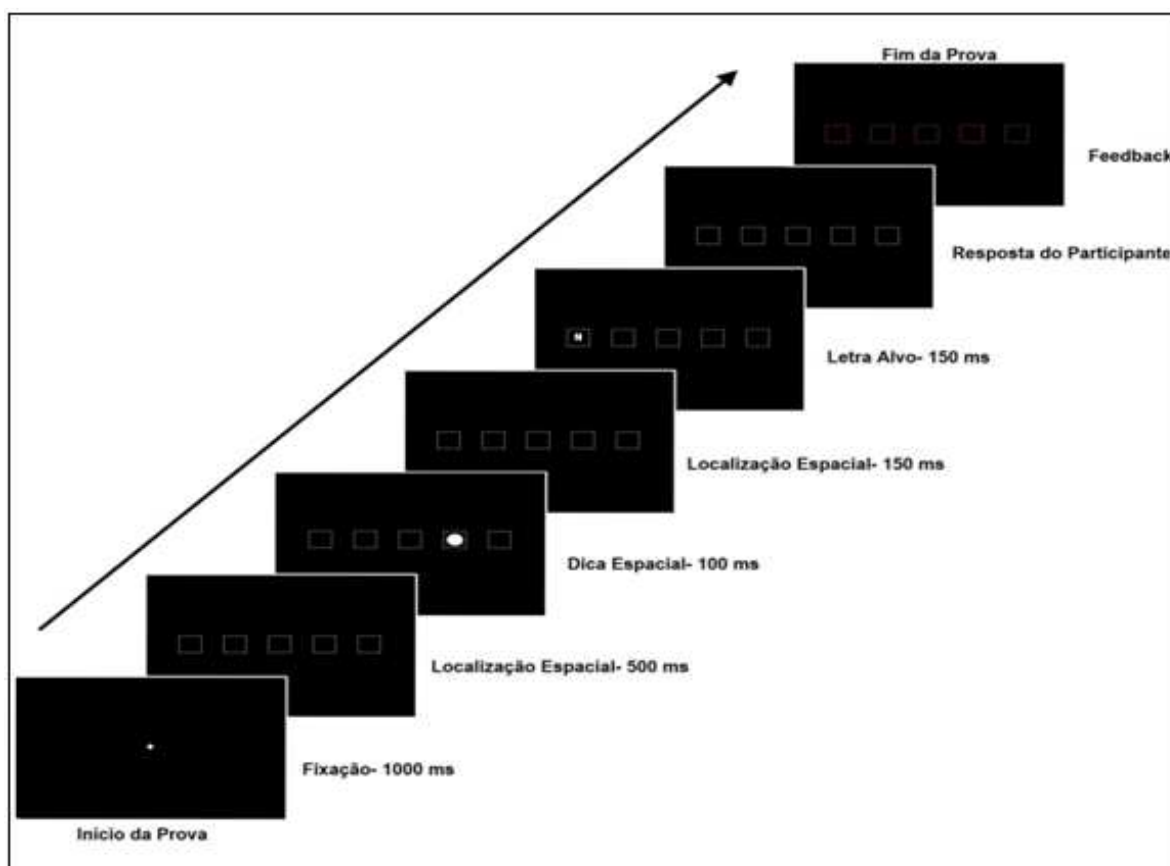 Fim da Prova
Feedback
Resposta do Participante
N
Letra Alvo- 150 ms
Localização Espacial- 150 ms
Dica Espacial- 100 ms
Localização Espacial- 500 ms
Fixação- 1000 ms
Início da Prova